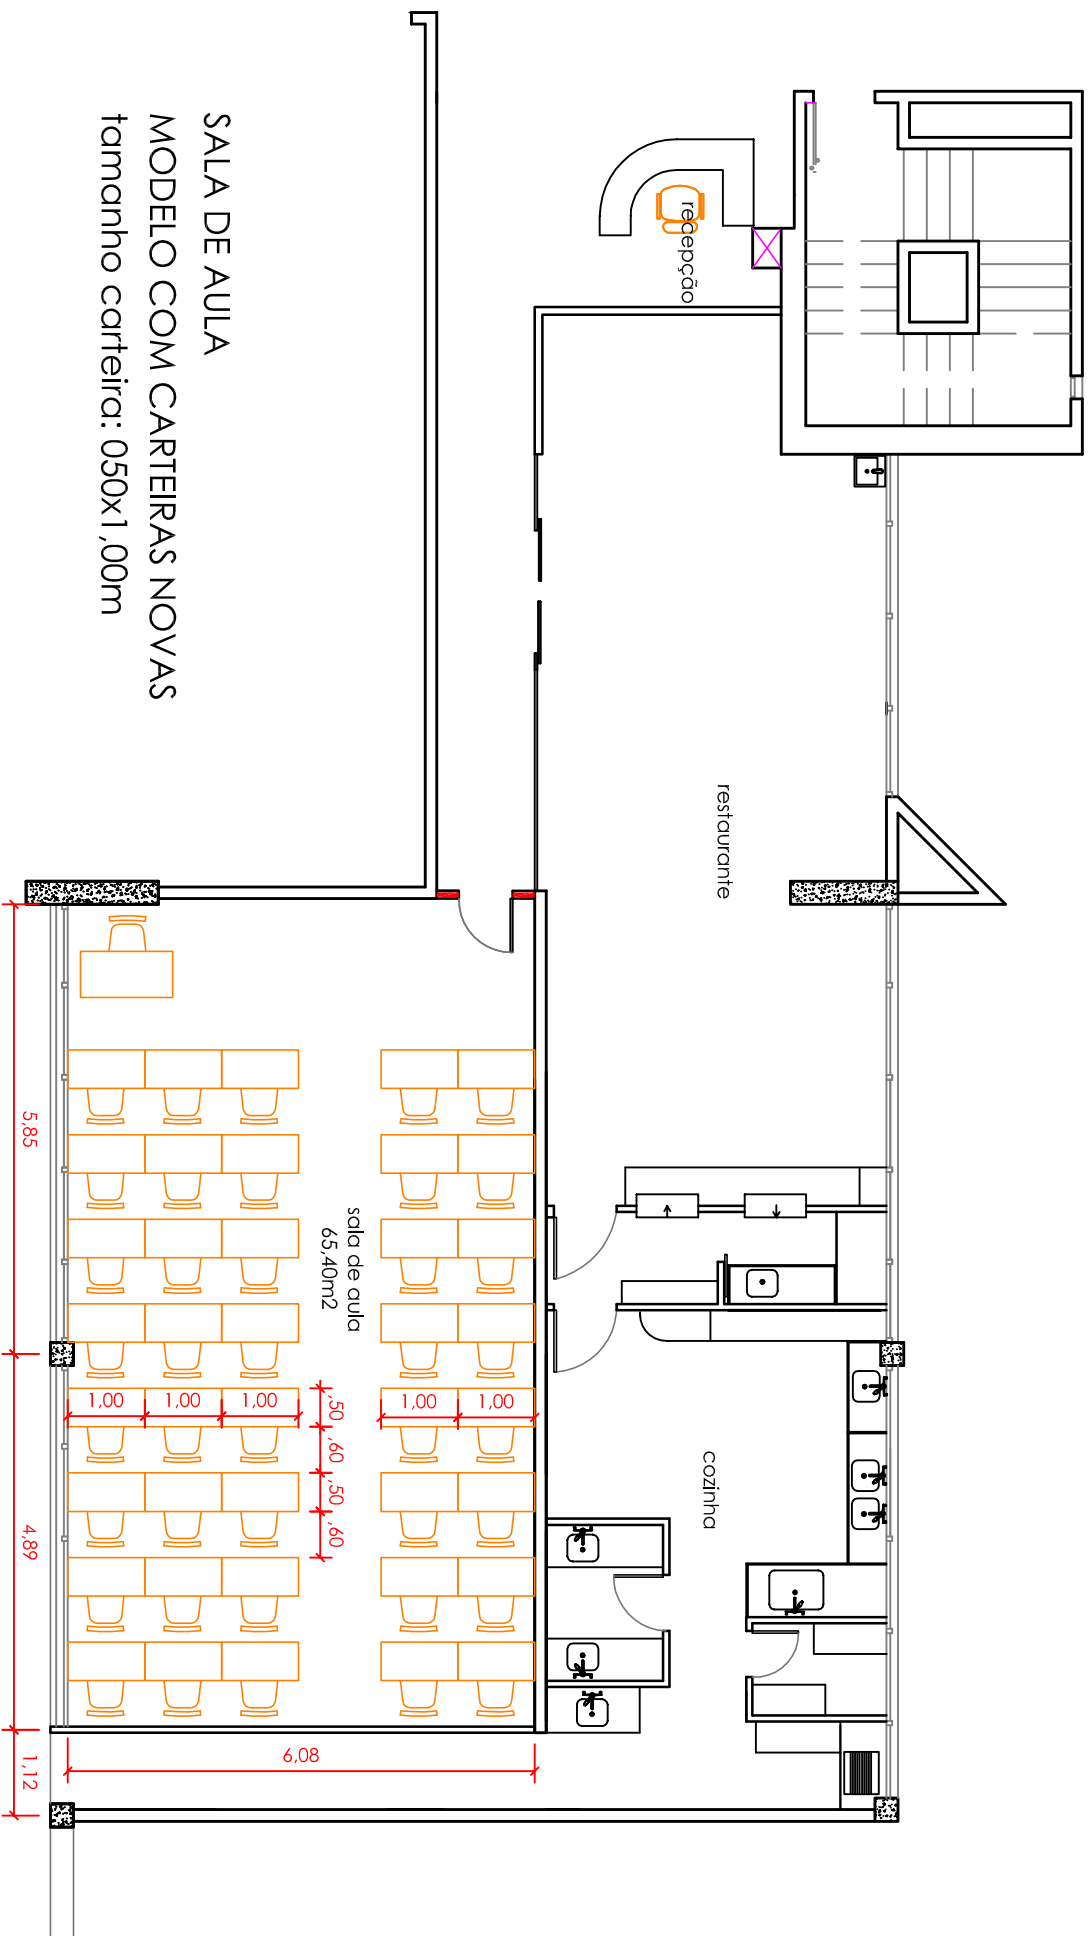 SALA DE AULA
MODELO COM CARTEIRAS NOVAS
tamanho carteira: 050x1,00m
recepção
restaurante
sala de aula
65,40m2
cozinha
1,00
1,00
1,00
1,00
1,00
,50
,60
,50
,60
5,85
4,89
1,12
6,08